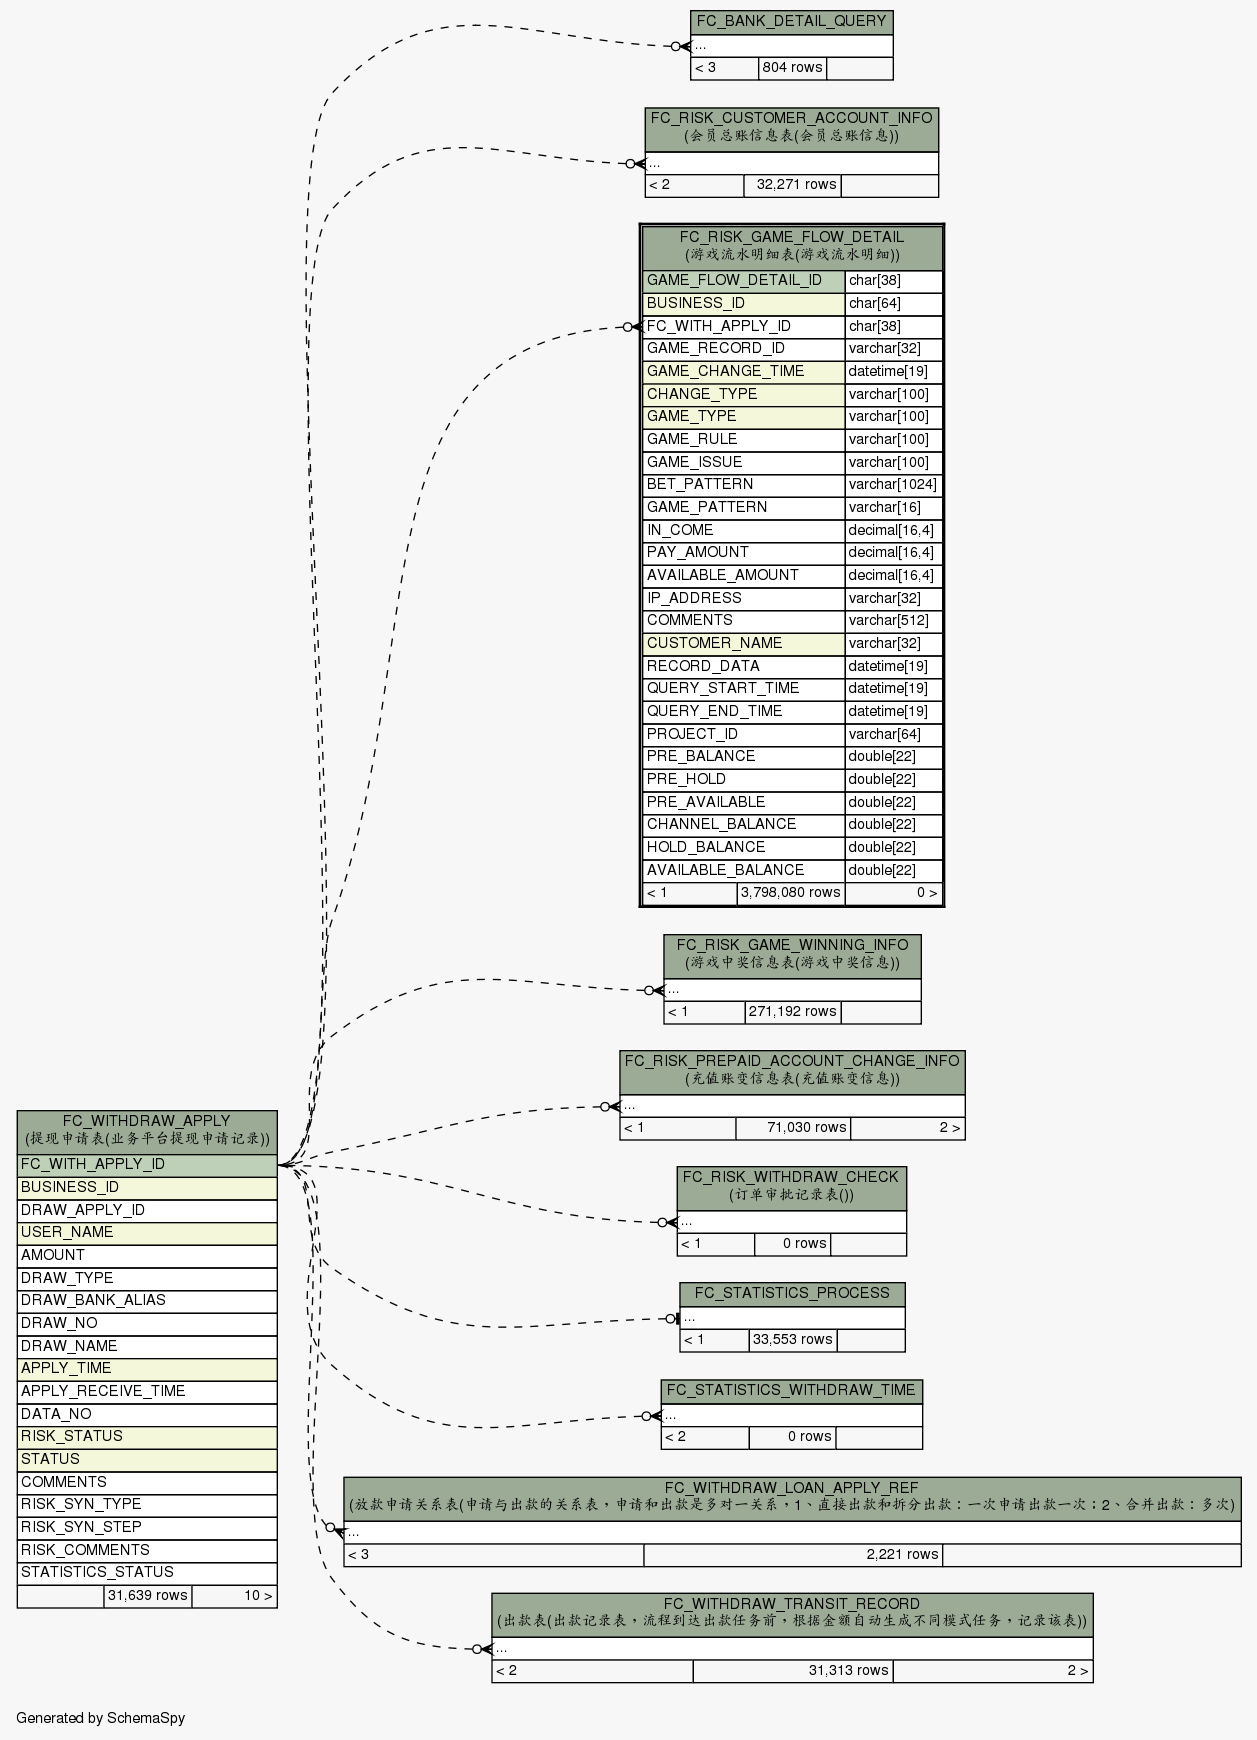 FC_BANK_DETAIL_QUERY
...
< 3 804 rows
FC_RISK_CUSTOMER_ACCOUNT_INFO
(会员总账信息表(会员总账信息))
...
< 2 32,271 rows
FC_RISK_GAME_FLOW_DETAIL
(游戏流水明细表(游戏流水明细))
GAME_FLOW_DETAIL_ID char[38]
BUSINESS_ID char[64]
FC_WITH_APPLY_ID char[38]
GAME_RECORD_ID varchar[32]
GAME_CHANGE_TIME datetime[19]
CHANGE_TYPE varchar[100]
GAME_TYPE varchar[100]
GAME_RULE varchar[100]
GAME_ISSUE varchar[100]
BET_PATTERN varchar[1024]
GAME_PATTERN varchar[16]
IN_COME decimal[16,4]
PAY_AMOUNT decimal[16,4]
AVAILABLE_AMOUNT decimal[16,4]
IP_ADDRESS varchar[32]
COMMENTS varchar[512]
CUSTOMER_NAME varchar[32]
RECORD_DATA datetime[19]
QUERY_START_TIME datetime[19]
QUERY_END_TIME datetime[19]
PROJECT_ID varchar[64]
PRE_BALANCE double[22]
PRE_HOLD double[22]
PRE_AVAILABLE double[22]
CHANNEL_BALANCE double[22]
HOLD_BALANCE double[22]
AVAILABLE_BALANCE double[22]
< 1 3,798,080 rows 0 >
FC_RISK_GAME_WINNING_INFO
(游戏中奖信息表(游戏中奖信息))
...
< 1 271,192 rows
FC_RISK_PREPAID_ACCOUNT_CHANGE_INFO
(充值账变信息表(充值账变信息))
...
< 1 71,030 rows 2 >
FC_WITHDRAW_APPLY
(提现申请表(业务平台提现申请记录))
FC_WITH_APPLY_ID
BUSINESS_ID
DRAW_APPLY_ID
USER_NAME
AMOUNT
DRAW_TYPE
DRAW_BANK_ALIAS
DRAW_NO
DRAW_NAME
APPLY_TIME
APPLY_RECEIVE_TIME
DATA_NO
RISK_STATUS
STATUS
COMMENTS
RISK_SYN_TYPE
RISK_SYN_STEP
RISK_COMMENTS
STATISTICS_STATUS
31,639 rows 10 >
FC_RISK_WITHDRAW_CHECK
(订单审批记录表())
...
< 1 0 rows
FC_STATISTICS_PROCESS
...
< 1 33,553 rows
FC_STATISTICS_WITHDRAW_TIME
...
< 2 0 rows
FC_WITHDRAW_LOAN_APPLY_REF
(放款申请关系表(申请与出款的关系表，申请和出款是多对一关系，1、直接出款和拆分出款：一次申请出款一次；2、合并出款：多次)
...
< 3 2,221 rows
FC_WITHDRAW_TRANSIT_RECORD
(出款表(出款记录表，流程到达出款任务前，根据金额自动生成不同模式任务，记录该表))
...
< 2 31,313 rows 2 >
Generated by SchemaSpy